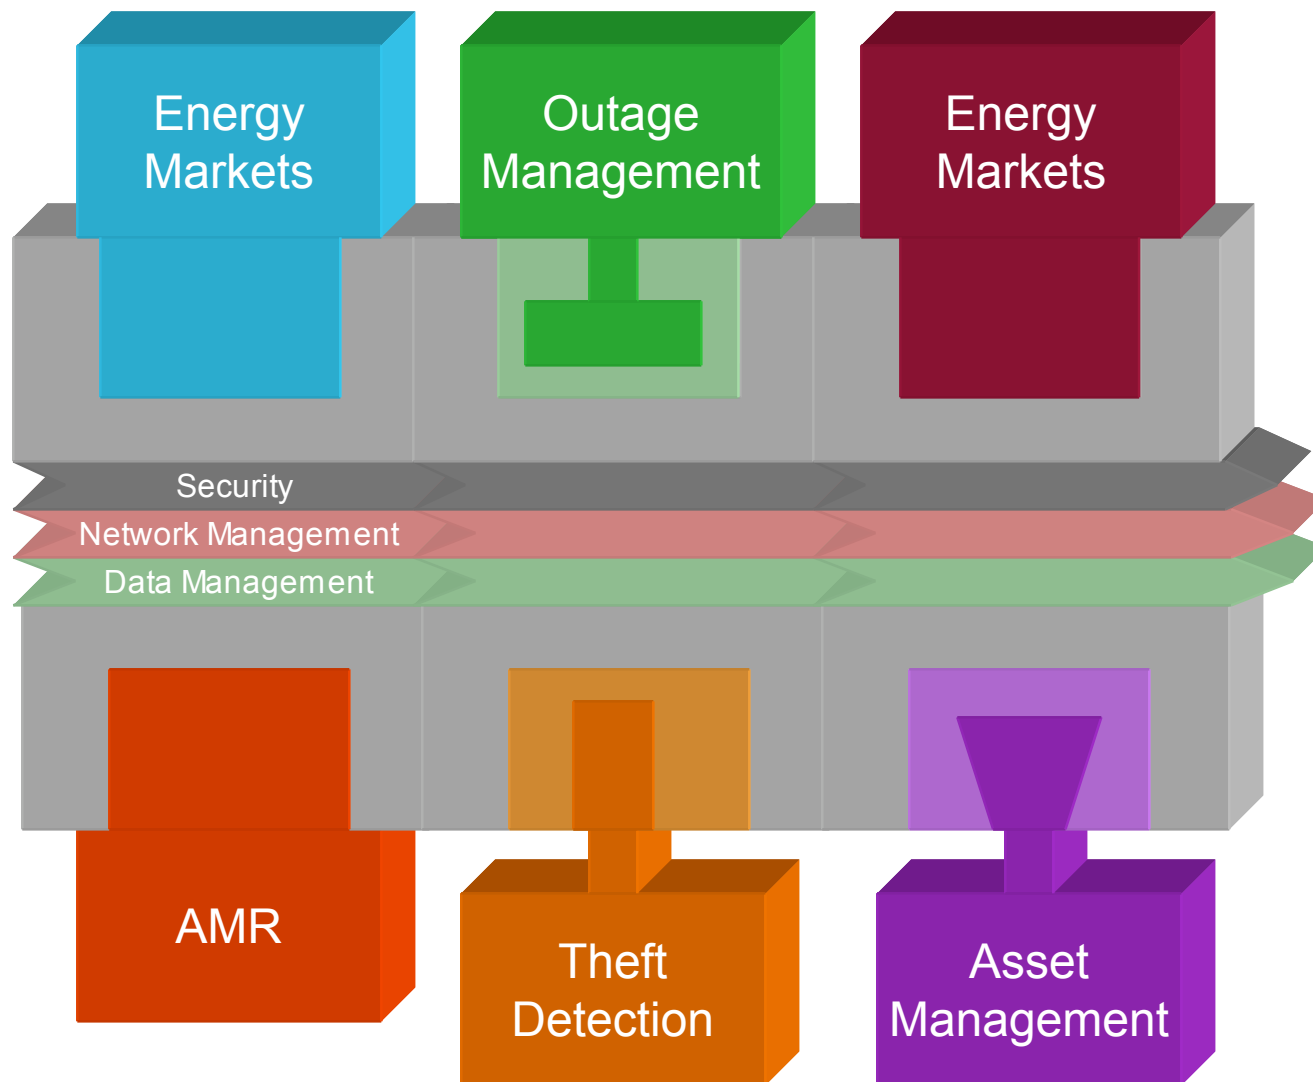 Energy
Markets
Outage
Management
Energy
Markets
Security
Network Management
Data Management
AMR
Theft
Detection
Asset
Management